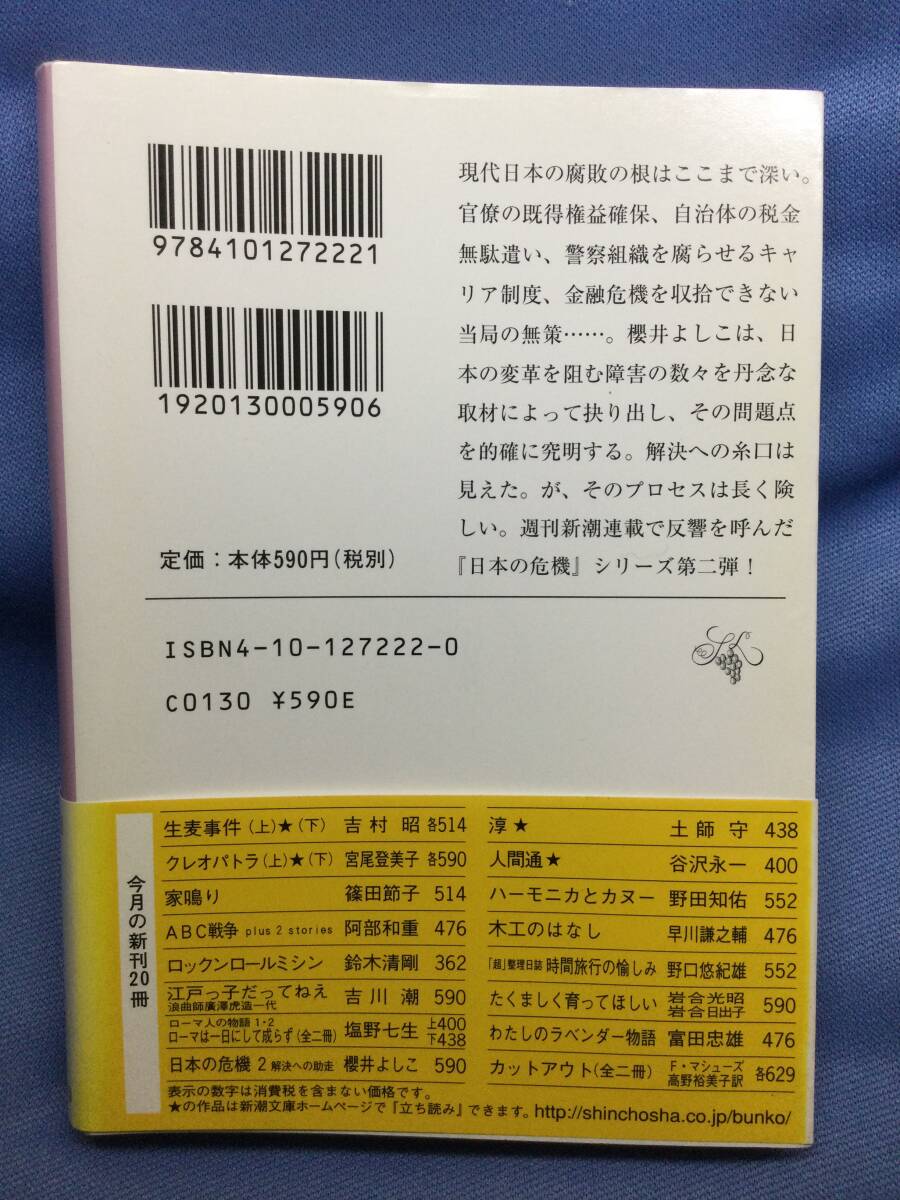 9784101272221
1920130005906
現代日本の腐敗の根はここまで深い。
官僚の既得権益確保、自治体の税金
無駄遣い、警察組織を腐らせるキャ
リア制度、金融危機を収拾できない
当局の無策……。櫻井よしこは、日
本の変革を阻む障害の数々を丹念な
取材によって抉り出し、その問題点
を的確に究明する。解決への糸口は
見えた。が、そのプロセスは長く険
しい。週刊新潮連載で反響を呼んだ
『日本の危機』シリーズ第二弾！
定価：本体590円（税別）
ISBN4-10-127222-0
C0130 ¥590E
今月の新刊20冊
生麦事件（上）★（下） 吉村 昭 各514
クレオパトラ（上）★（下） 宮尾登美子 各590
家鳴り 篠田節子 514
ABC戦争 plus 2 stories 阿部和重 476
ロックンロールミシン 鈴木清剛 362
江戸っ子だってねえ 浪曲師廣澤虎造一代 吉川 潮 590
ローマ人の物語 1・2 ローマは一日にして成らず（全二冊） 塩野七生 上400 下438
日本の危機 2 解決への助走 櫻井よしこ 590
淳★ 土師 守 438
人間通★ 谷沢永一 400
ハーモニカとカヌー 野田知佑 552
木工のはなし 早川謙之輔 476
「超」整理日誌 時間旅行の愉しみ 野口悠紀雄 552
たくましく育ってほしい 岩合光昭 岩合日出子 590
わたしのラベンダー物語 富田忠雄 476
カットアウト（全二冊） F・マシューズ 高野裕美子訳 各629
表示の数字は消費税を含まない価格です。
★の作品は新潮文庫ホームページで『立ち読み』できます。http://shinchosha.co.jp/bunko/